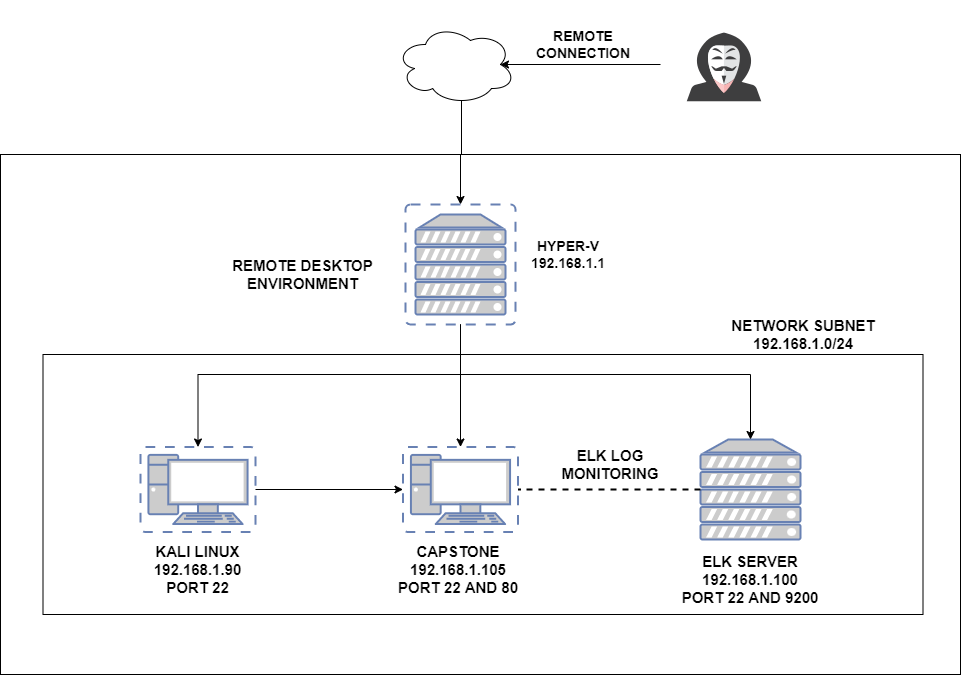 REMOTE
CONNECTION
HYPER-V
192.168.1.1
REMOTE DESKTOP
ENVIRONMENT
NETWORK SUBNET
192.168.1.0/24
ELK LOG
MONITORING
KALI LINUX
192.168.1.90
PORT 22
CAPSTONE
192.168.1.105
PORT 22 AND 80
ELK SERVER
192.168.1.100
PORT 22 AND 9200